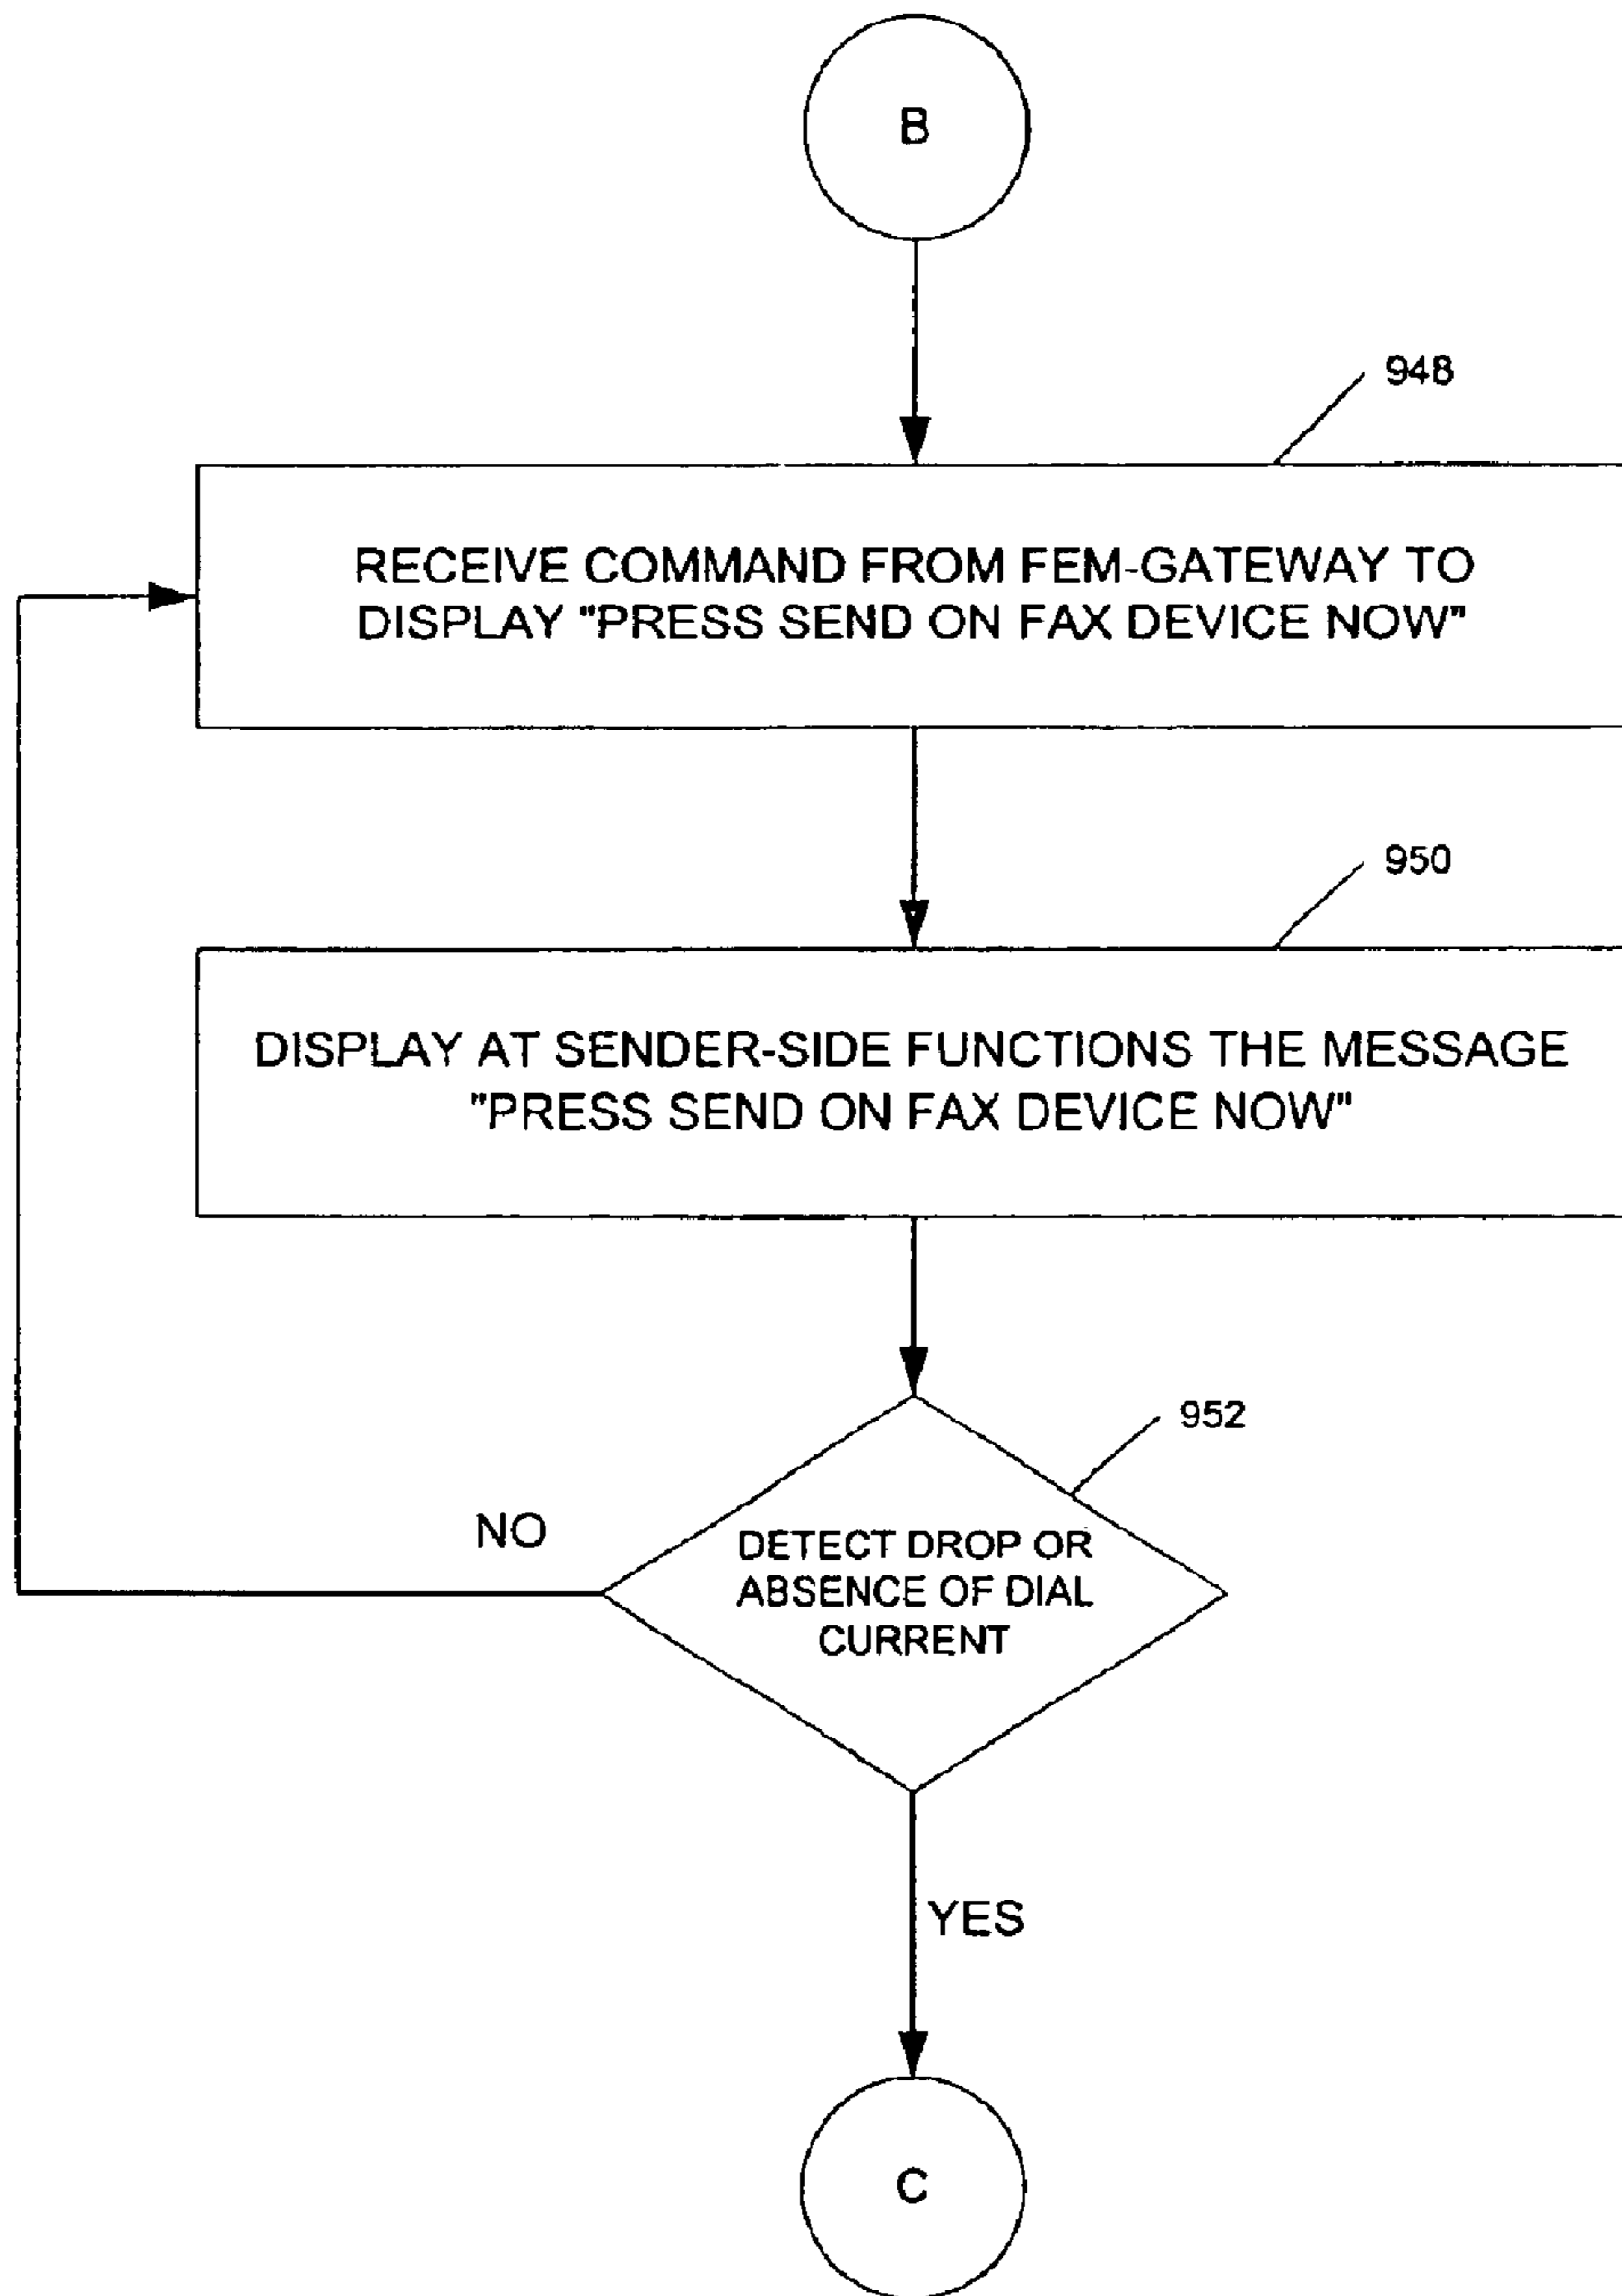 B
948
RECEIVE COMMAND FROM FEM-GATEWAY TO
DISPLAY "PRESS SEND ON FAX DEVICE NOW"
950
DISPLAY AT SENDER-SIDE FUNCTIONS THE MESSAGE
"PRESS SEND ON FAX DEVICE NOW"
952
NO
DETECT DROP OR
ABSENCE OF DIAL
CURRENT
YES
C